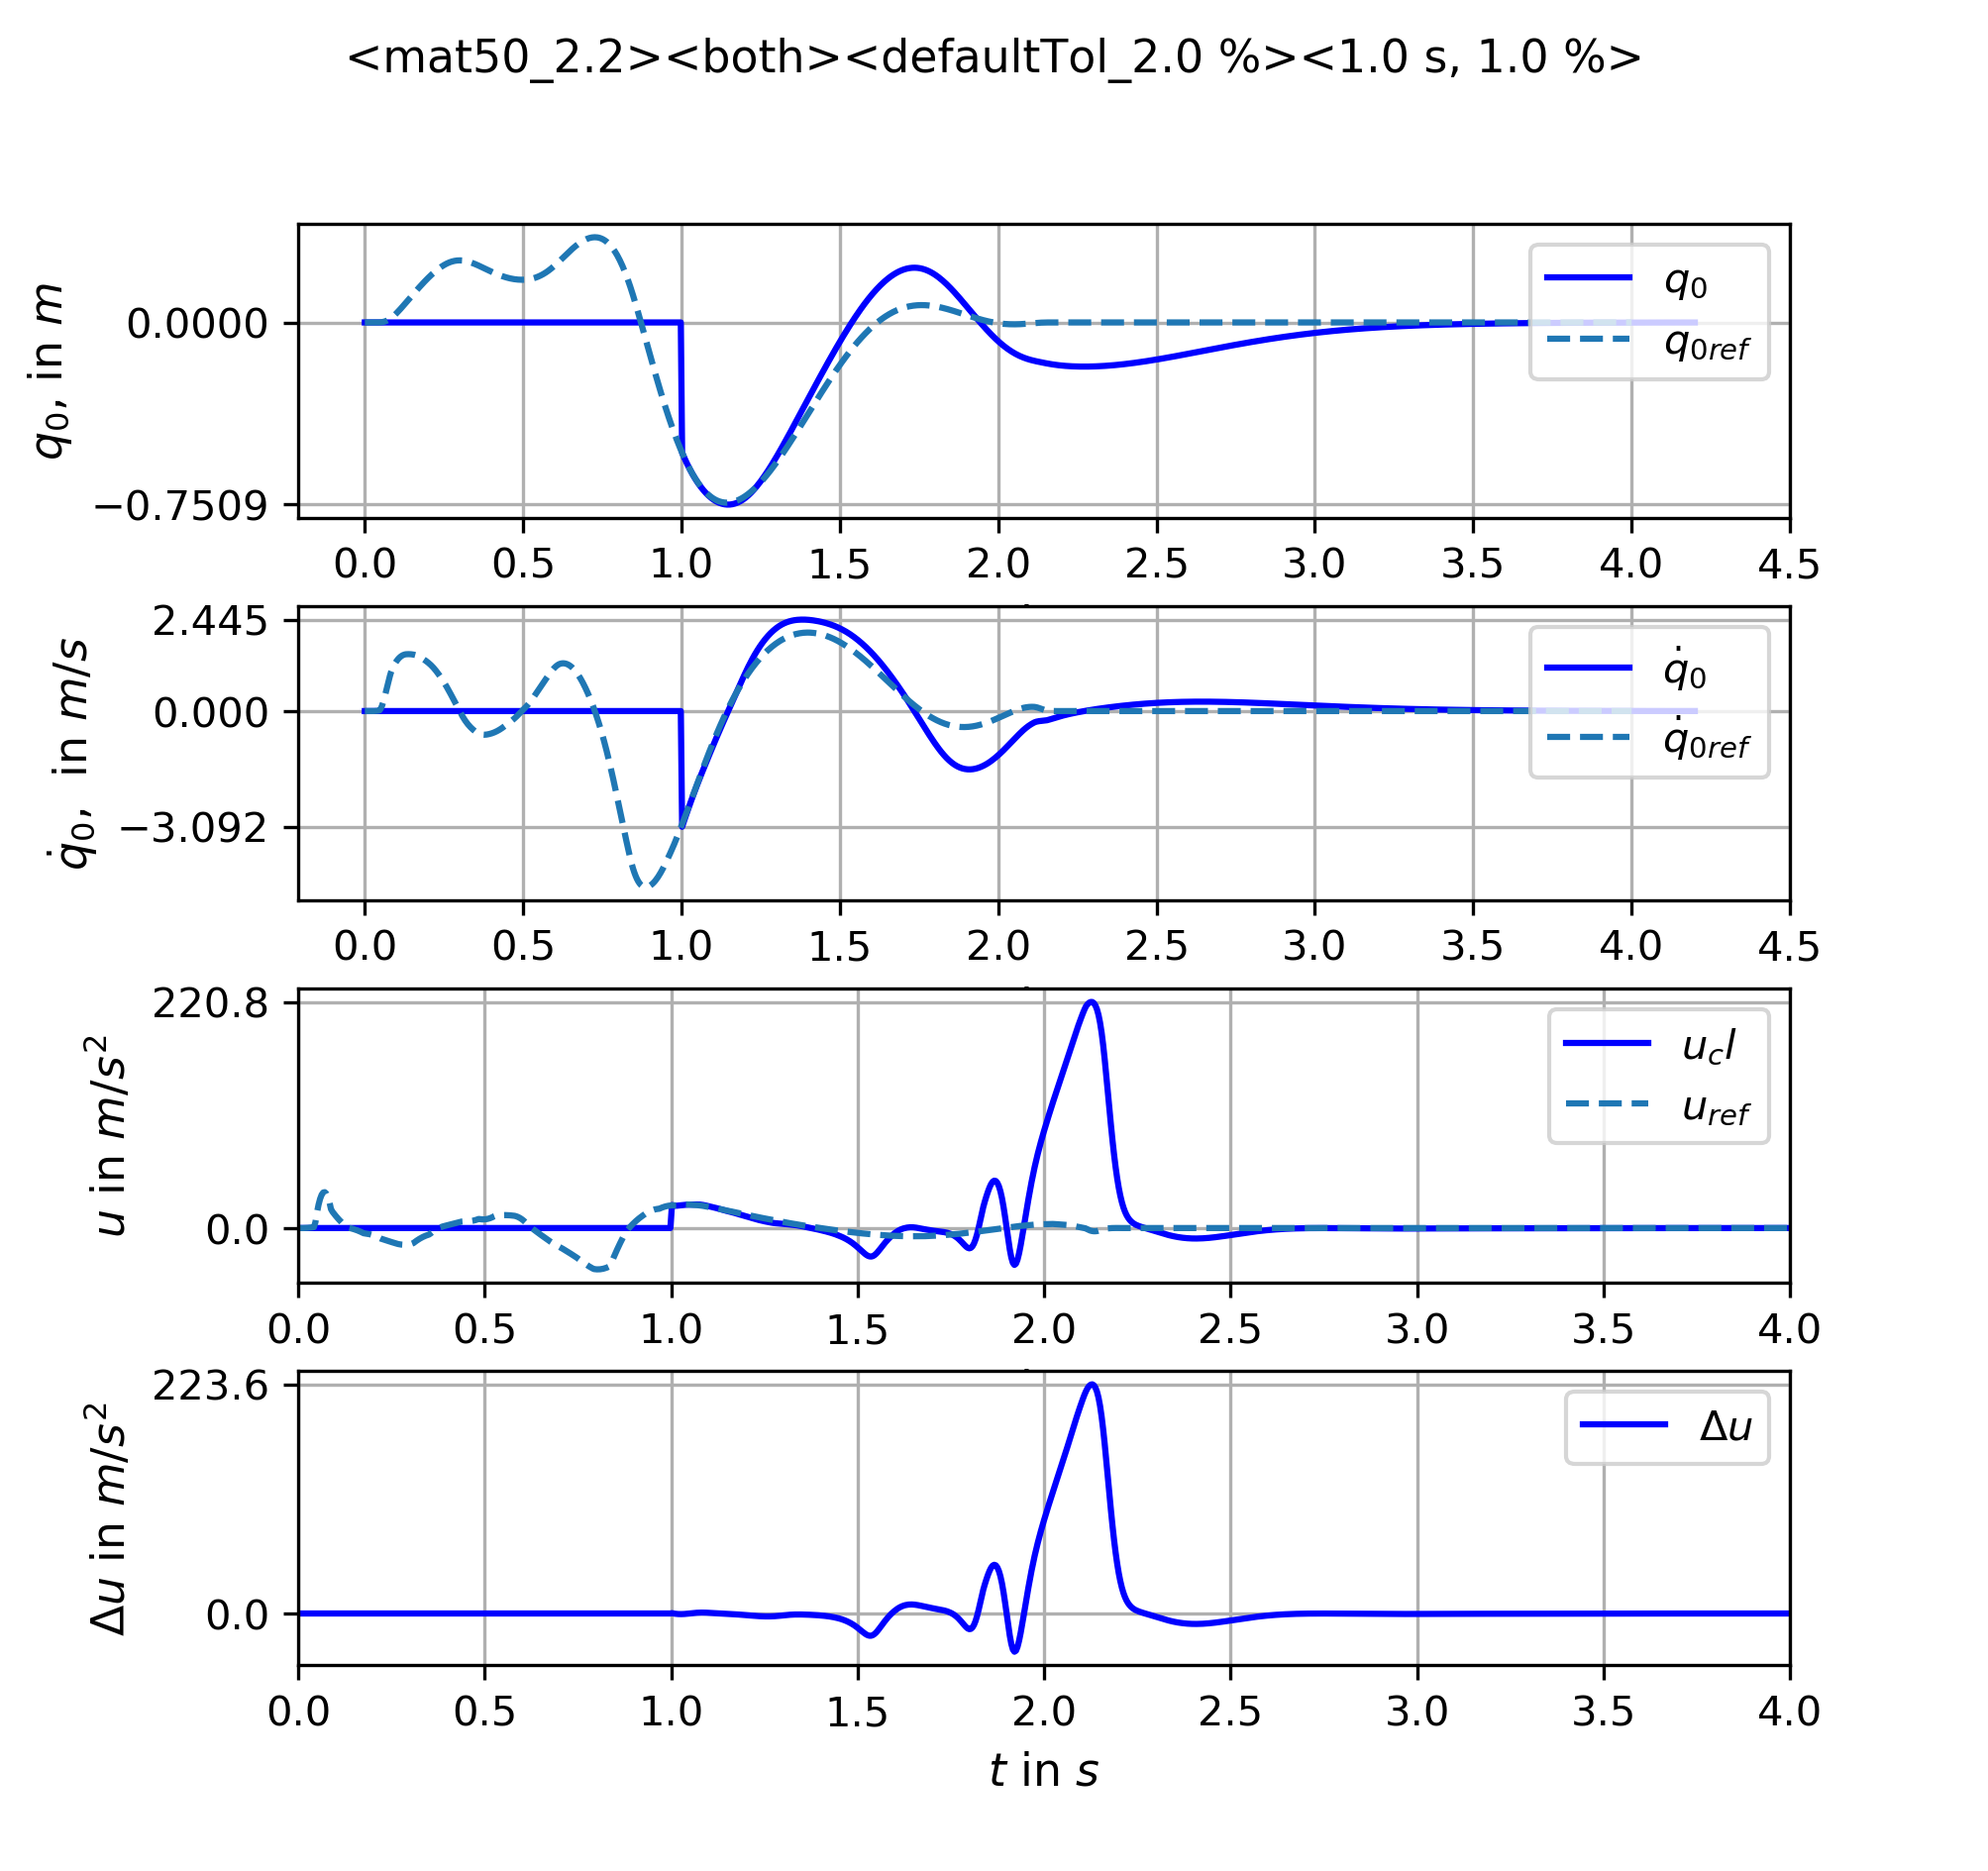 <mat50_2.2><both><defaultTol_2.0 %><1.0 s, 1.0 %>
q₀, in m
0.0000
−0.7509
q₀
q₀ref
0.0 0.5 1.0 1.5 2.0 2.5 3.0 3.5 4.0 4.5
q̇₀, in m/s
2.445
0.000
−3.092
q̇₀
q̇₀ref
0.0 0.5 1.0 1.5 2.0 2.5 3.0 3.5 4.0 4.5
u in m/s²
220.8
0.0
u_cl
u_ref
0.0 0.5 1.0 1.5 2.0 2.5 3.0 3.5 4.0
Δu in m/s²
223.6
0.0
Δu
0.0 0.5 1.0 1.5 2.0 2.5 3.0 3.5 4.0
t in s